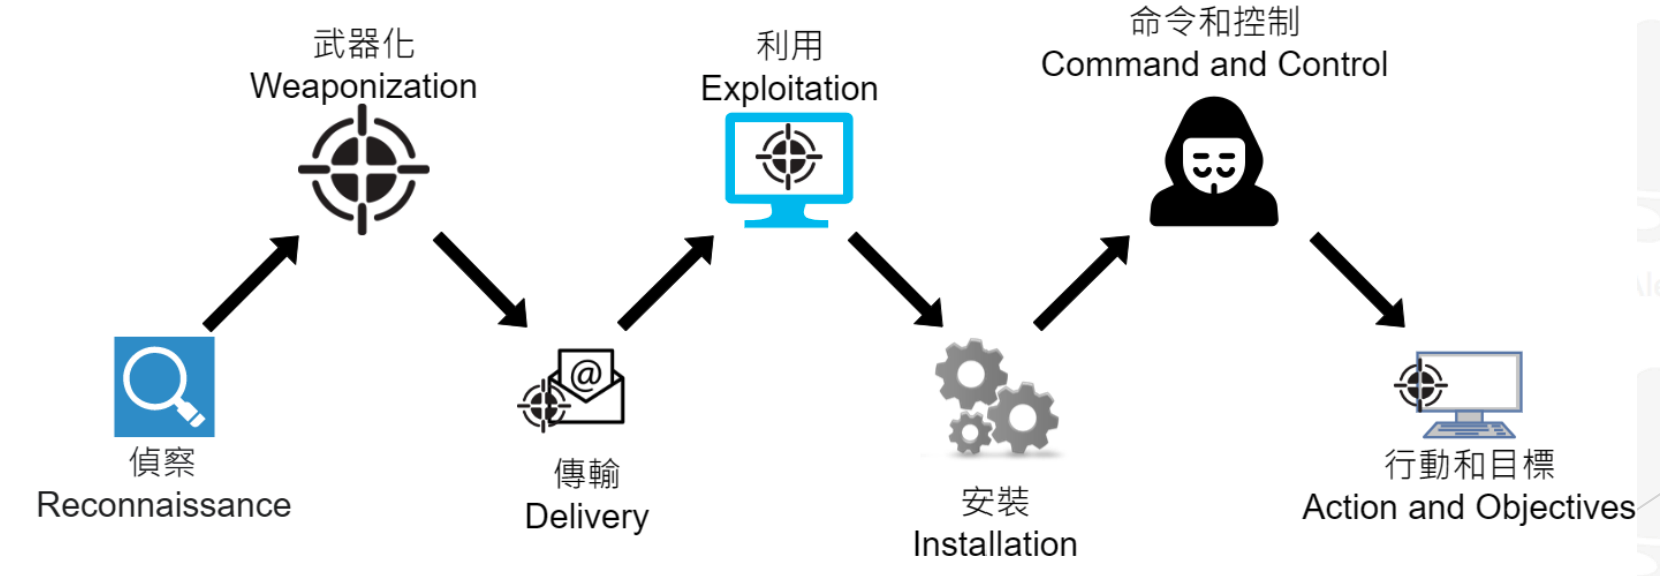 武器化
Weaponization
利用
Exploitation
命令和控制
Command and Control
偵察
Reconnaissance
傳輸
Delivery
@
安裝
Installation
行動和目標
Action and Objectives